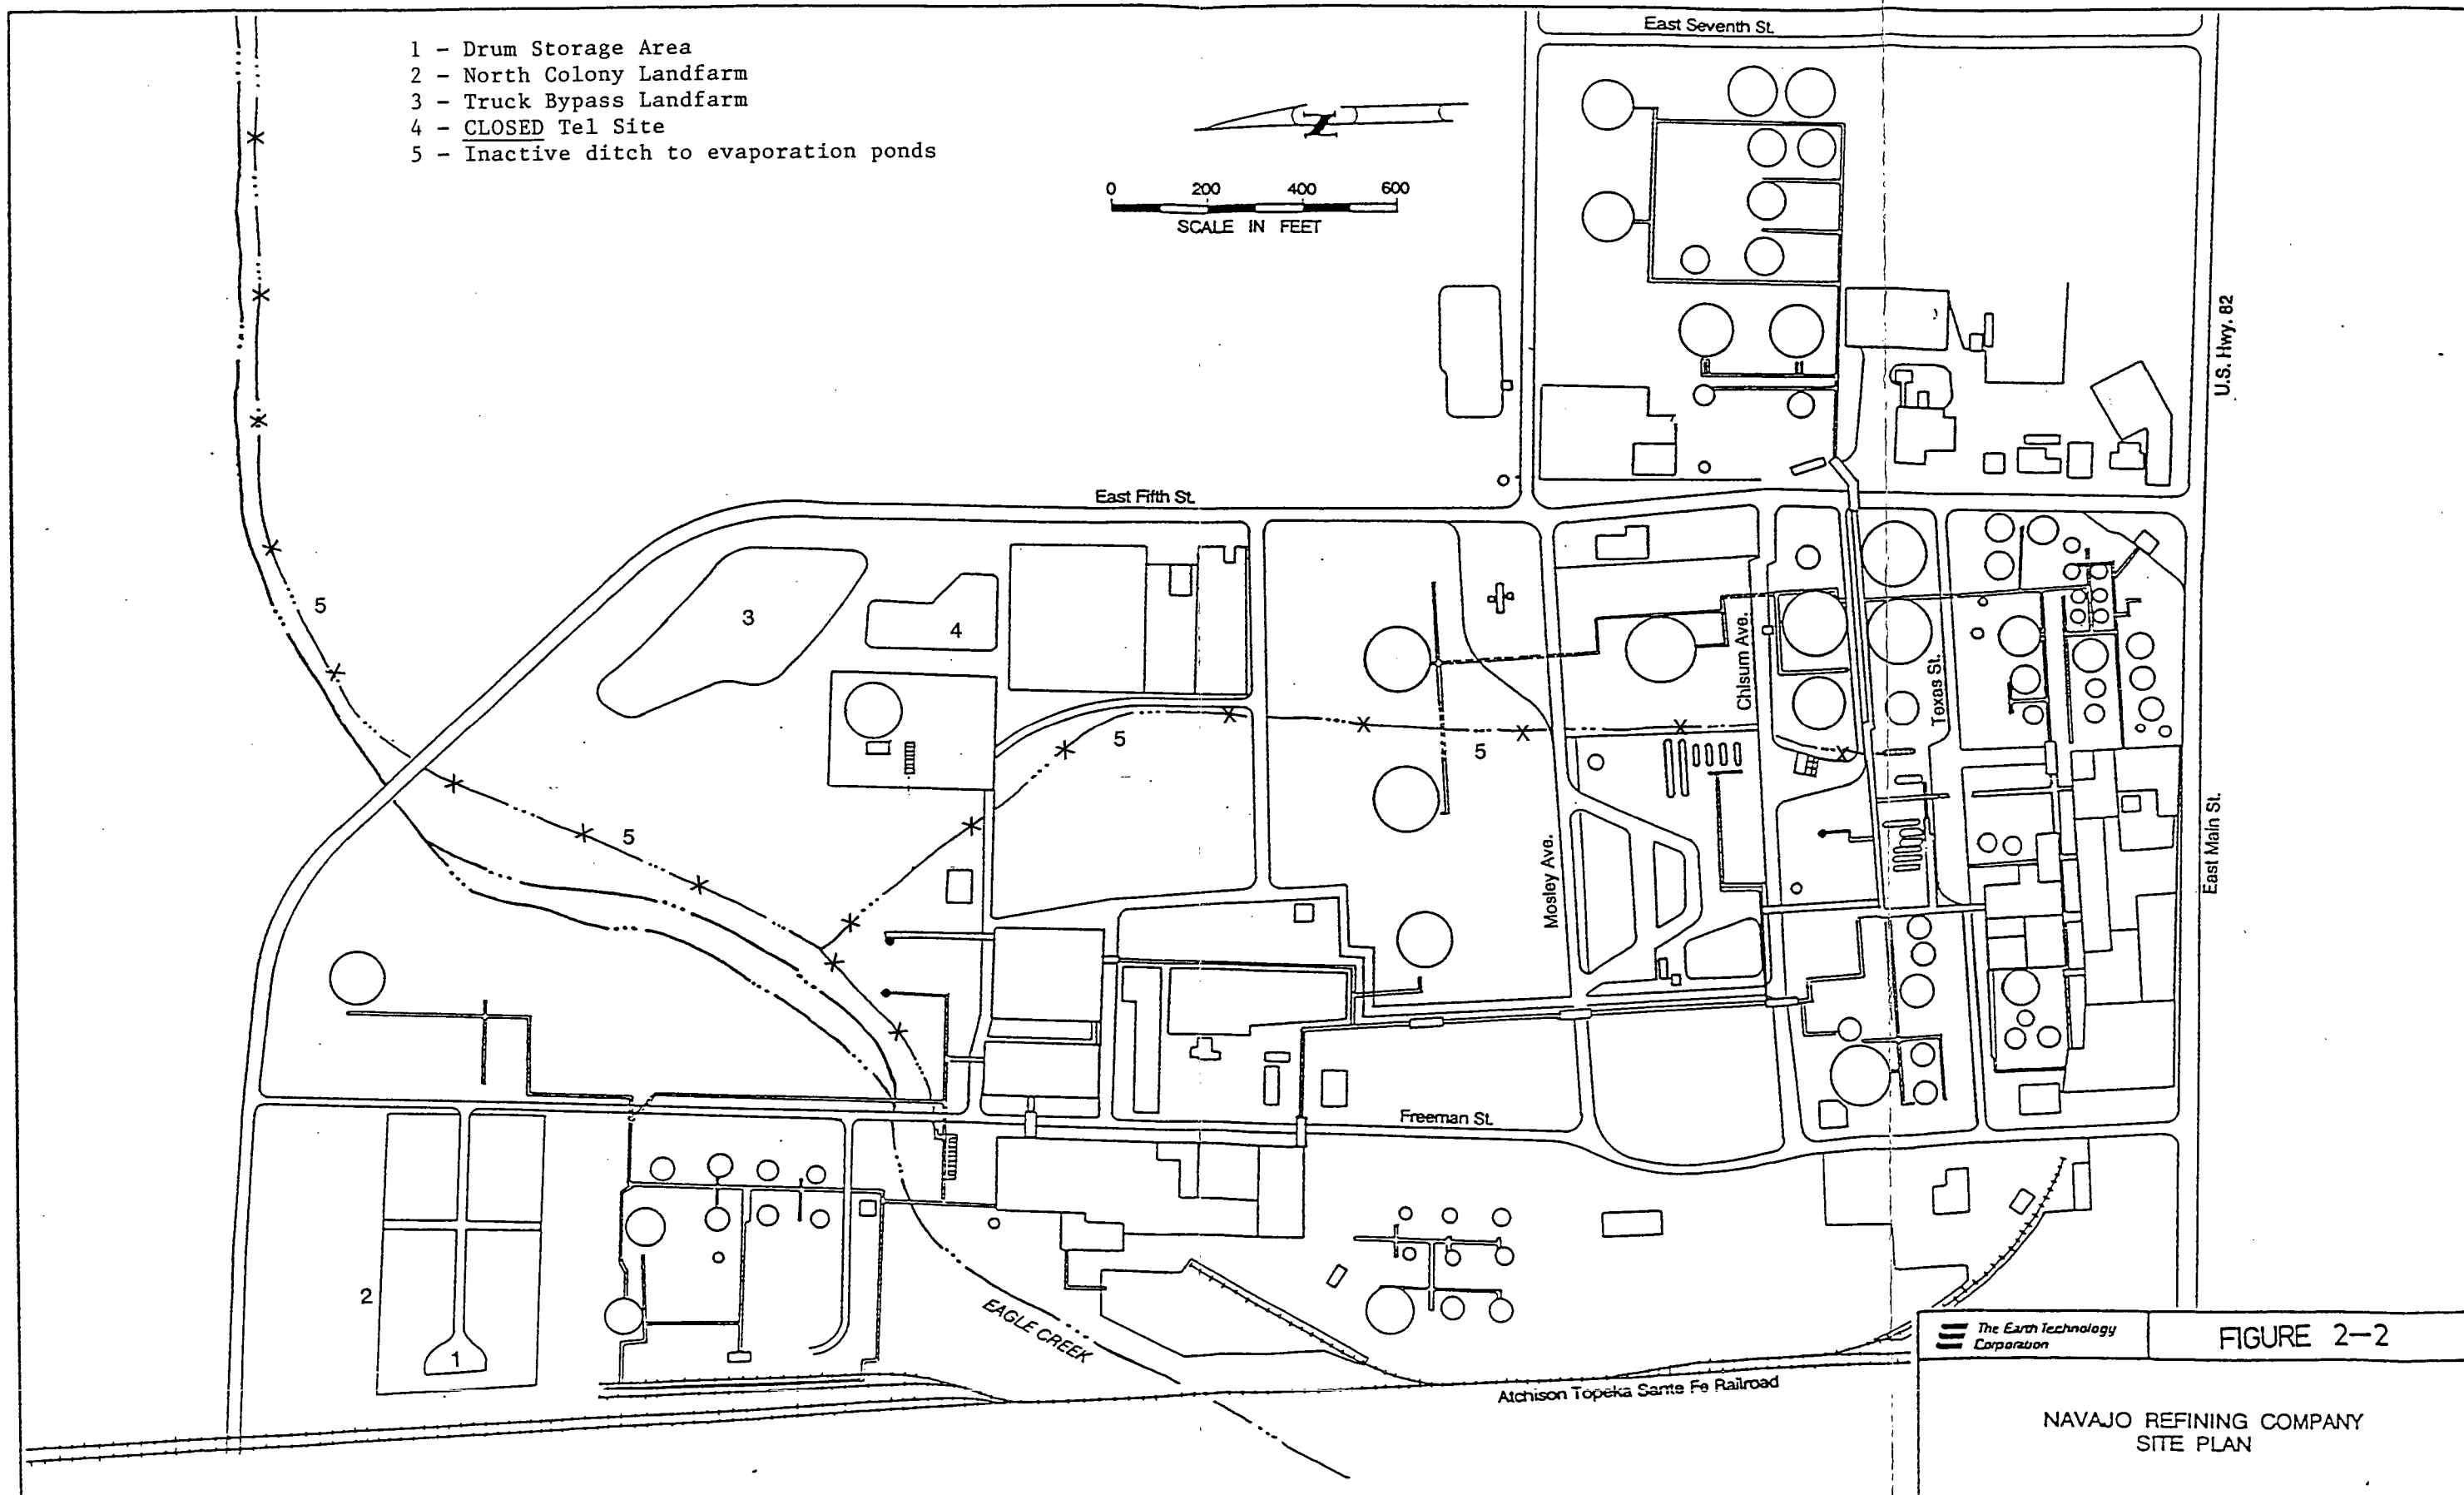 East Seventh St.
1 - Drum Storage Area
2 - North Colony Landfarm
3 - Truck Bypass Landfarm
4 - CLOSED Tel Site
5 - Inactive ditch to evaporation ponds
N
0 200 400 600
SCALE IN FEET
U.S. Hwy. 82
East Fifth St.
5
3
4
Chisum Ave.
Texas St.
5
5
5
Mosley Ave.
East Main St.
Freeman St.
2
1
EAGLE CREEK
Atchison Topeka Sante Fe Railroad
The Earth Technology
Corporation
FIGURE 2-2
NAVAJO REFINING COMPANY
SITE PLAN